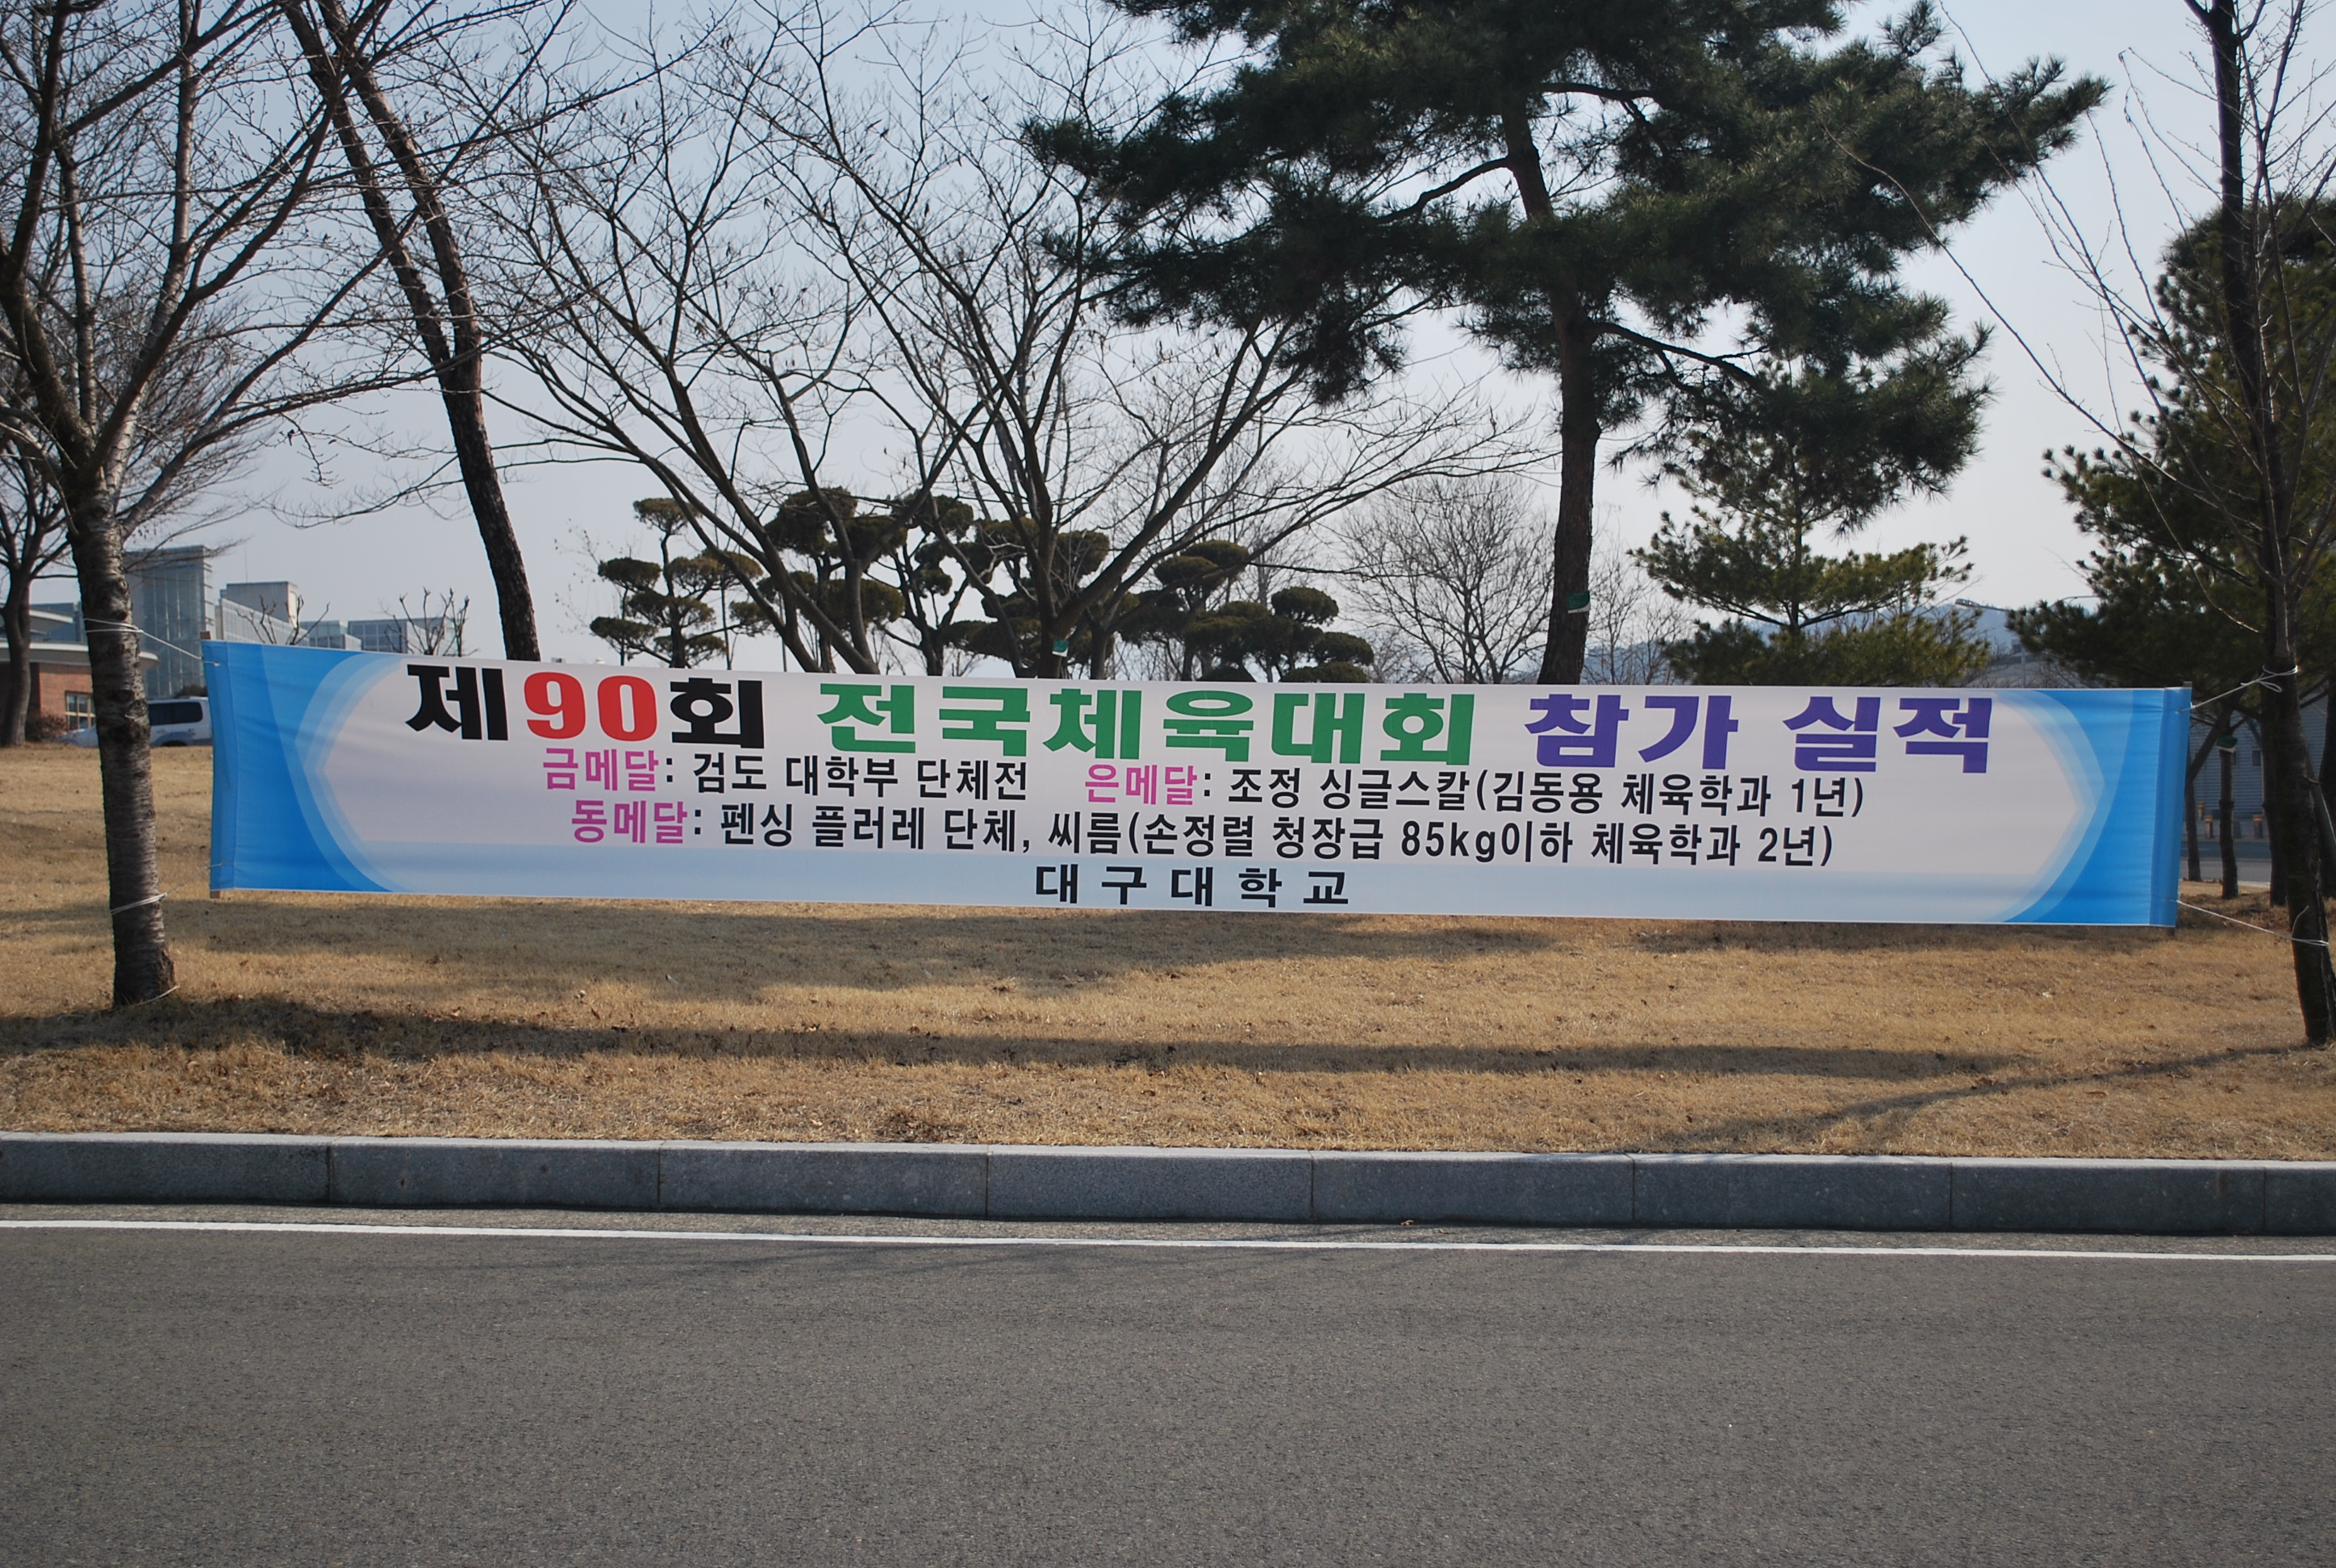 제90회 전국체육대회 참가 실적
금메달: 검도 대학부 단체전 은메달: 조정 싱글스칼(김동용 체육학과 1년)
동메달: 펜싱 플러레 단체, 씨름(손정렬 청장급 85kg이하 체육학과 2년)
대구대학교